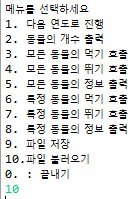 메뉴를 선택하세요
1. 다음 연도로 진행
2. 동물의 개수 출력
3. 모든 동물의 먹기 호출
4. 모든 동물의 뛰기 호출
5. 모든 동물의 정보 출력
6. 특정 동물의 먹기 호출
7. 특정 동물의 뛰기 호출
8. 특정 동물의 정보 출력
9. 파일 저장
10.파일 불러오기
0. : 끝내기
10